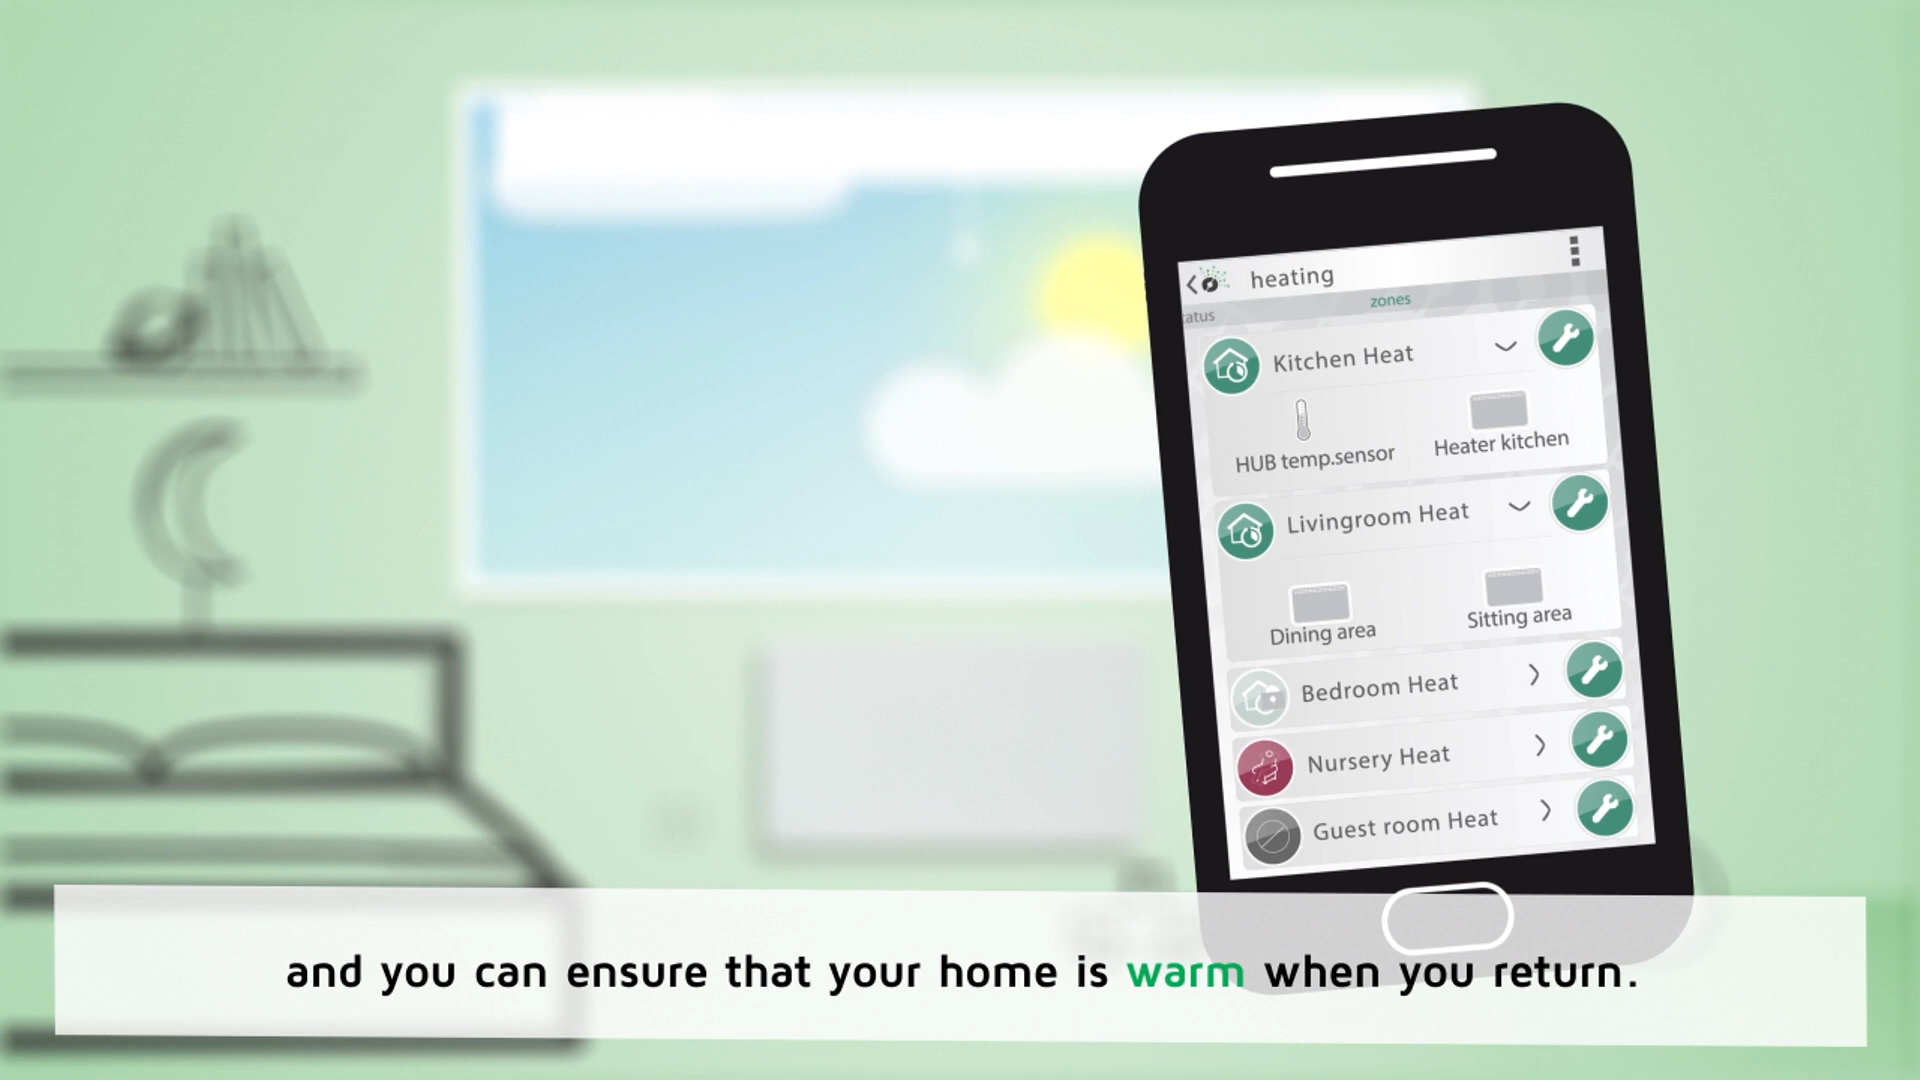 heating
atus
zones
Kitchen Heat
HUB temp.sensor
Heater kitchen
Livingroom Heat
Dining area
Sitting area
Bedroom Heat
Nursery Heat
Guest room Heat
and you can ensure that your home is warm when you return.